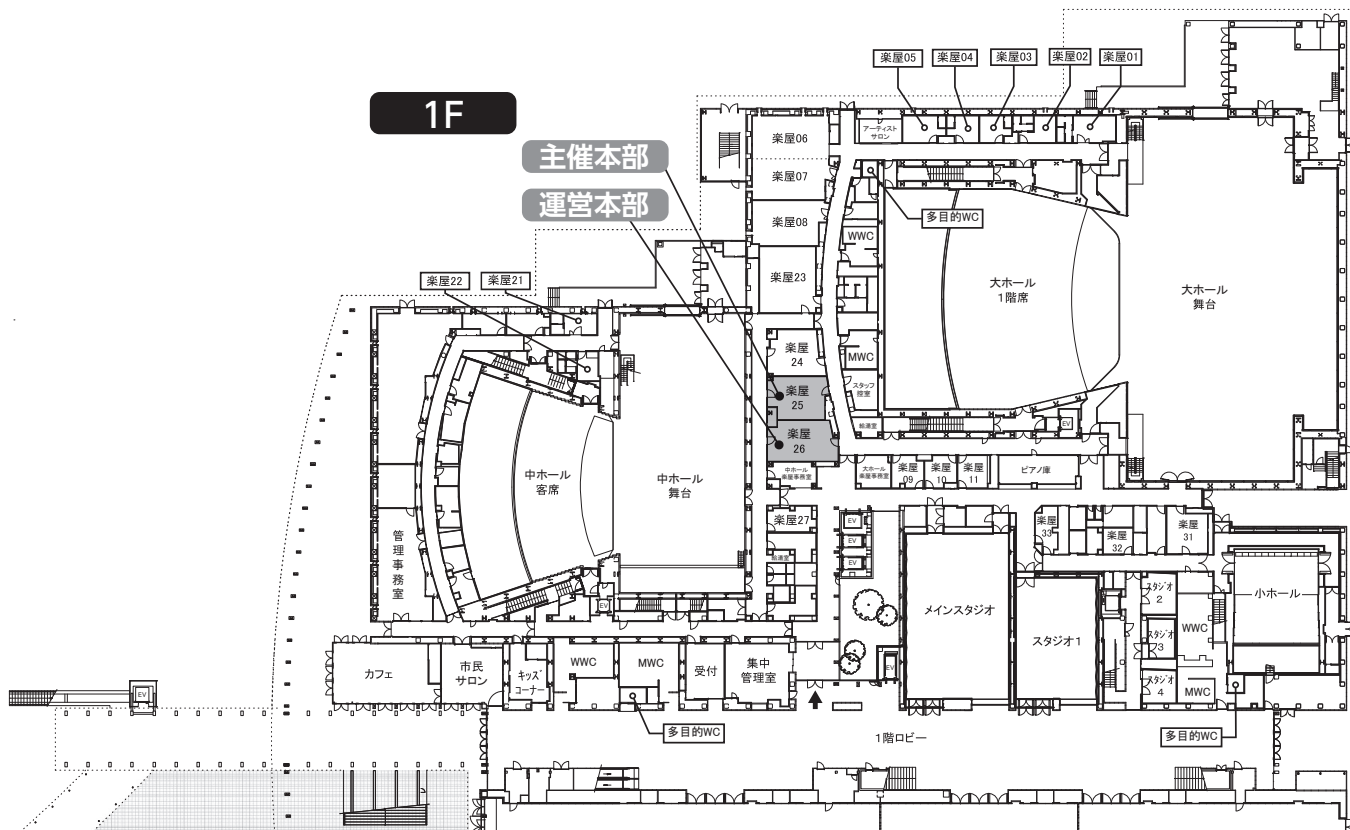 1F
主催本部
運営本部
楽屋05
楽屋04
楽屋03
楽屋02
楽屋01
アーティスト
サロン
楽屋06
楽屋07
楽屋08
楽屋23
多目的WC
WWC
大ホール
1階席
大ホール
舞台
楽屋22
楽屋21
楽屋
24
楽屋
25
楽屋
26
MWC
スタッフ
控室
給湯室
EV
中ホール
客席
中ホール
舞台
中ホール
楽屋事務室
大ホール
楽屋事務室
楽屋
09
楽屋
10
楽屋
11
ピアノ庫
管理事務室
楽屋27
給湯室
EV
EV
EV
EV
楽屋
33
楽屋
32
楽屋
31
メインスタジオ
スタジオ1
スタジオ
2
スタジオ
3
スタジオ
4
WWC
MWC
小ホール
カフェ
市民
サロン
キッズ
コーナー
WWC
MWC
受付
集中
管理室
EV
EV
多目的WC
1階ロビー
多目的WC